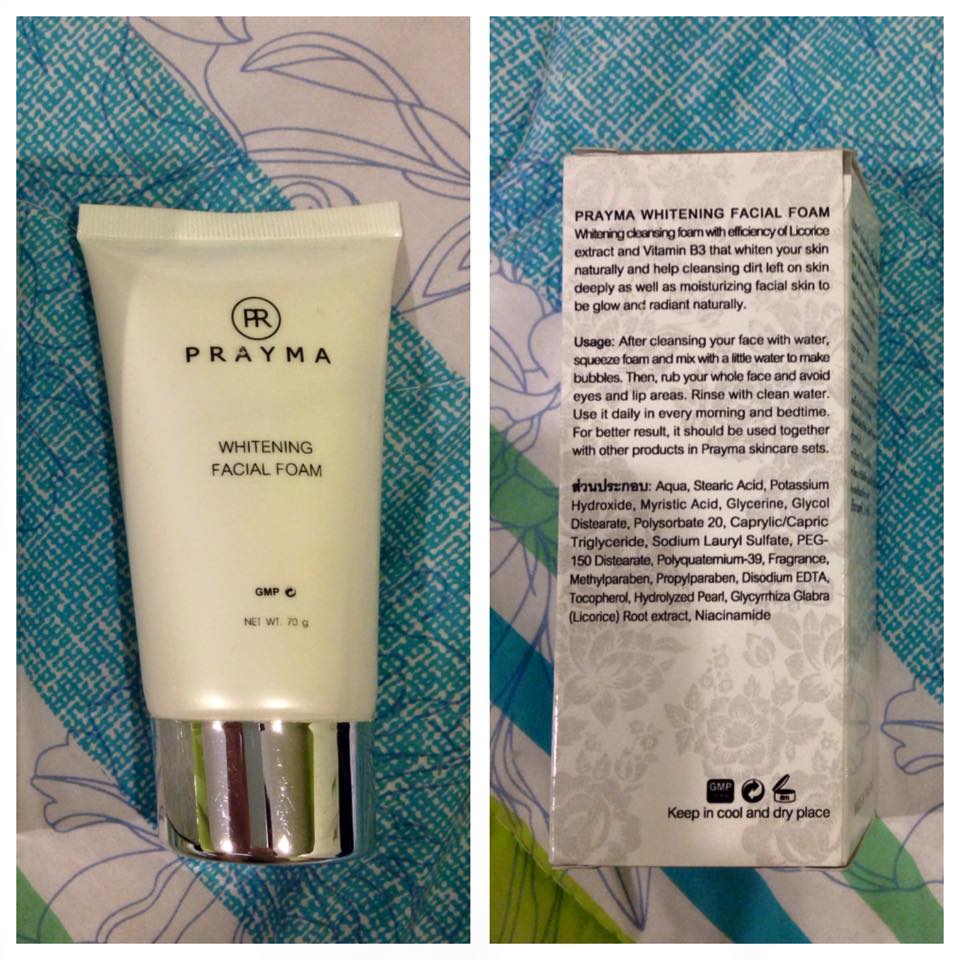 PR
PRAYMA
WHITENING
FACIAL FOAM
GMP
NET WT. 70 g
PRAYMA WHITENING FACIAL FOAM
Whitening cleansing foam with efficiency of Licorice
extract and Vitamin B3 that whiten your skin
naturally and help cleansing dirt left on skin
deeply as well as moisturizing facial skin to
be glow and radiant naturally.
Usage: After cleansing your face with water,
squeeze foam and mix with a little water to make
bubbles. Then, rub your whole face and avoid
eyes and lip areas. Rinse with clean water.
Use it daily in every morning and bedtime.
For better result, it should be used together
with other products in Prayma skincare sets.
ส่วนประกอบ: Aqua, Stearic Acid, Potassium
Hydroxide, Myristic Acid, Glycerine, Glycol
Distearate, Polysorbate 20, Caprylic/Capric
Triglyceride, Sodium Lauryl Sulfate, PEG-
150 Distearate, Polyquaternium-39, Fragrance,
Methylparaben, Propylparaben, Disodium EDTA,
Tocopherol, Hydrolyzed Pearl, Glycyrrhiza Glabra
(Licorice) Root extract, Niacinamide
GMP
Keep in cool and dry place